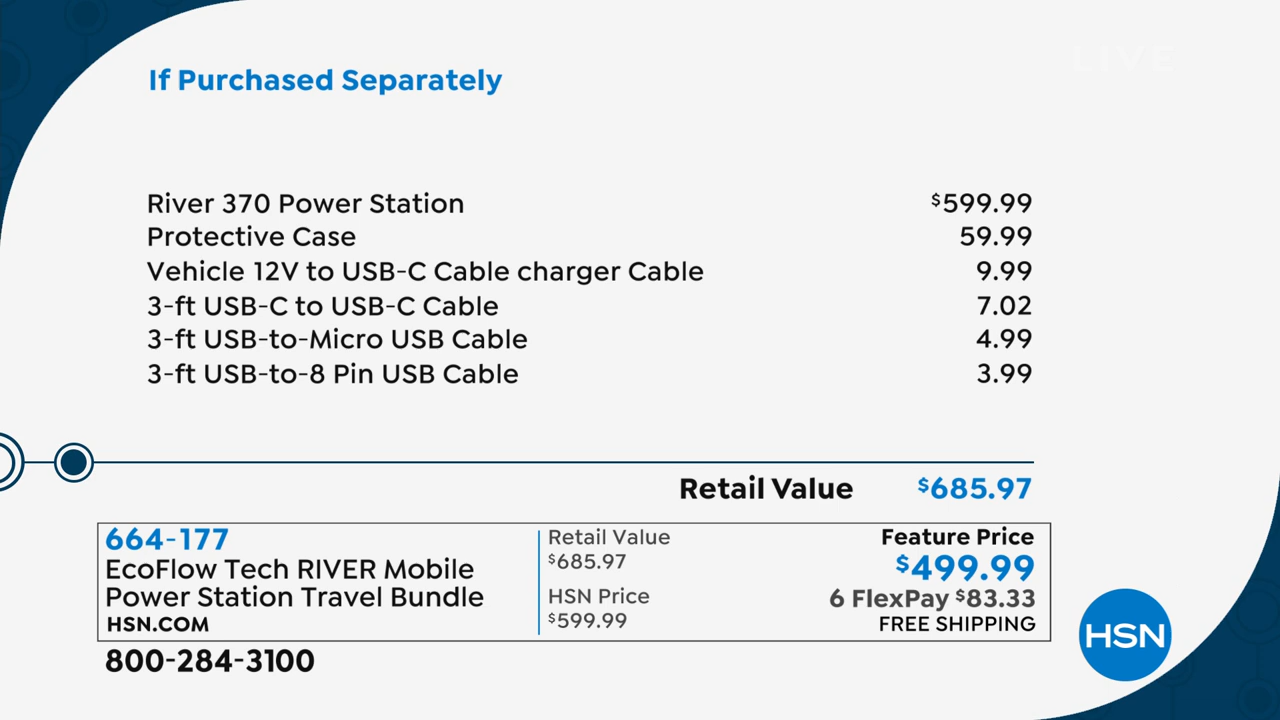 LIVE
If Purchased Separately
River 370 Power Station $599.99
Protective Case 59.99
Vehicle 12V to USB-C Cable charger Cable 9.99
3-ft USB-C to USB-C Cable 7.02
3-ft USB-to-Micro USB Cable 4.99
3-ft USB-to-8 Pin USB Cable 3.99
Retail Value $685.97
664-177
EcoFlow Tech RIVER Mobile
Power Station Travel Bundle
HSN.COM
Retail Value
$685.97
HSN Price
$599.99
Feature Price
$499.99
6 FlexPay $83.33
FREE SHIPPING
800-284-3100
HSN